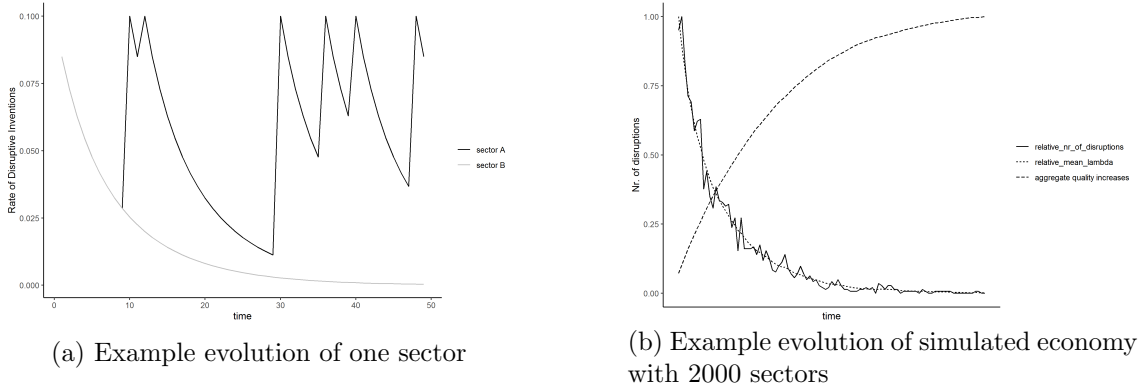 0.100
0.075
0.050
0.025
0.000
Rate of Disruptive Inventions
0 10 20 30 40 50
time
sector A
sector B
(a) Example evolution of one sector
1.00
0.75
0.50
0.25
0.00
Nr. of disruptions
time
relative_nr_of_disruptions
relative_mean_lambda
aggregate quality increases
(b) Example evolution of simulated economy
with 2000 sectors